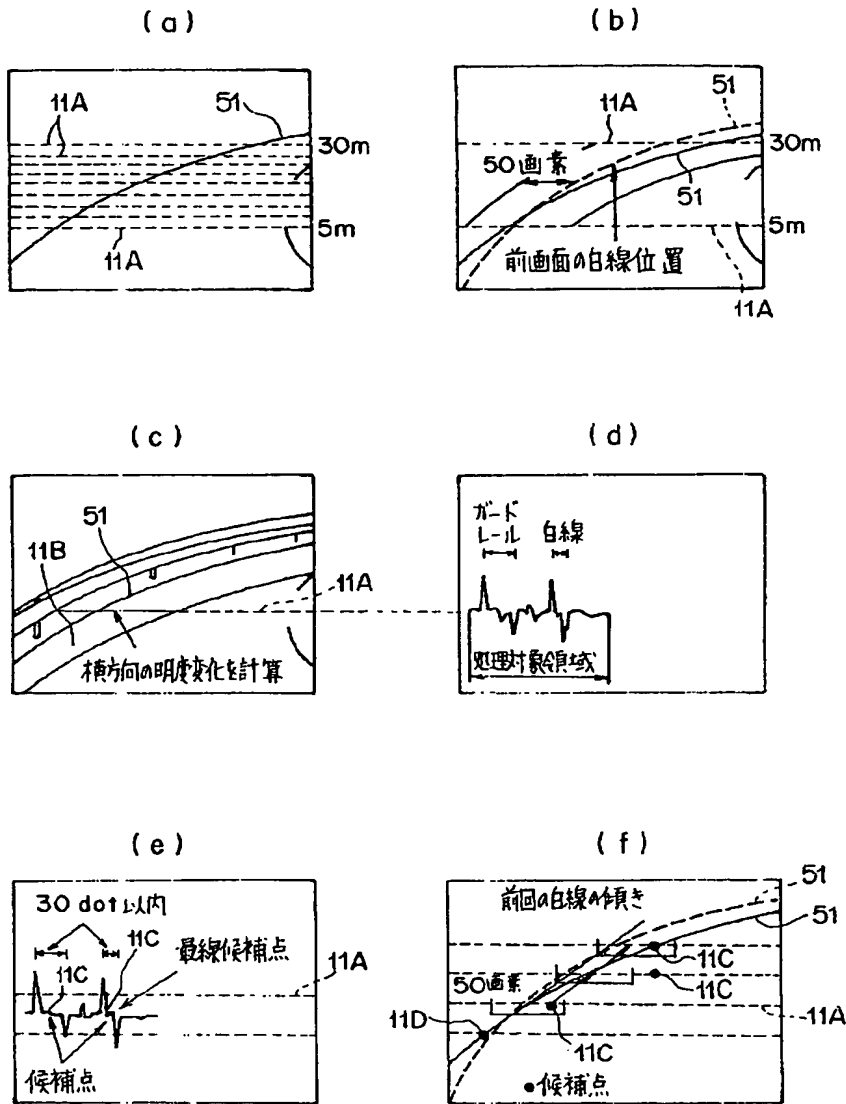 (a)
11A
51
30m
5m
11A
(b)
51
11A
30m
50画素
51
5m
前画面の白線位置
11A
(c)
51
11B
11A
横方向の明度変化を計算
(d)
ガード
レール
白線
処理対象領域
(e)
30 dot以内
11C
11C
最線候補点
11A
候補点
(f)
前回の白線の傾き
51
51
11C
50画素
11C
11A
11D
11C
●候補点